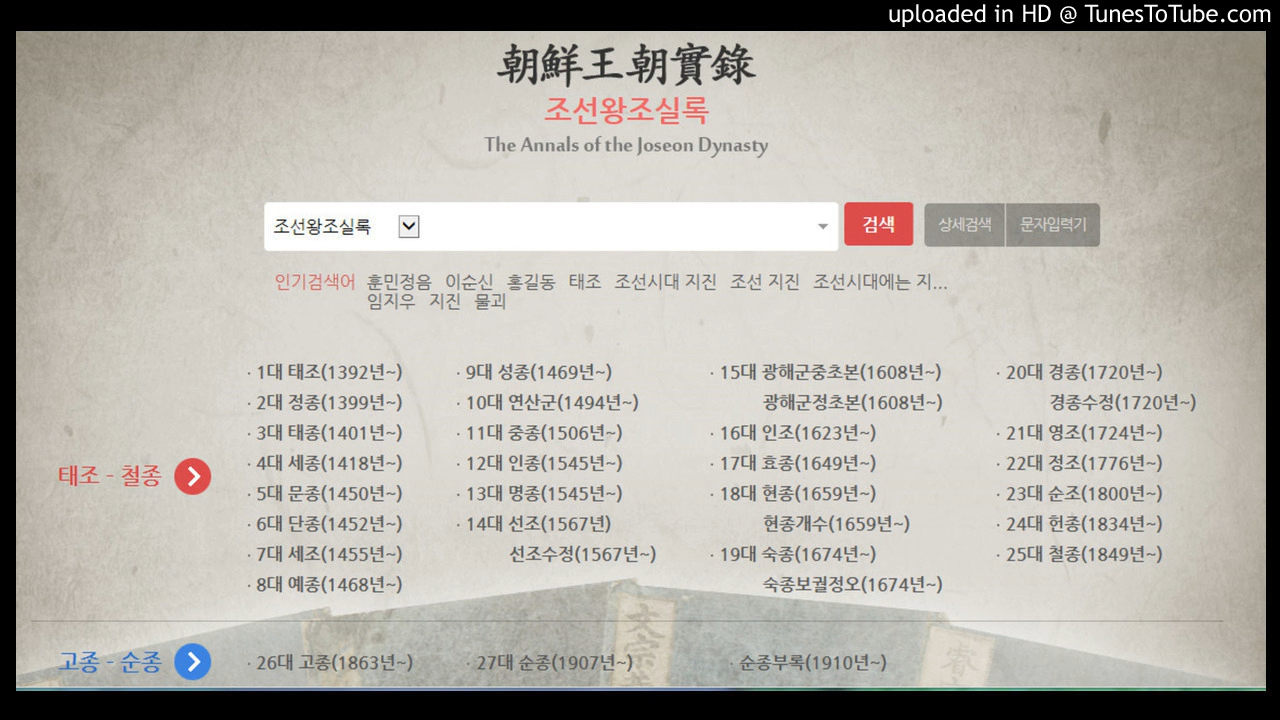 uploaded in HD @ TunesToTube.com
朝鮮王朝實錄
조선왕조실록
The Annals of the Joseon Dynasty
조선왕조실록 검색 상세검색 문자입력기
인기검색어 훈민정음 이순신 홍길동 태조 조선시대 지진 조선 지진 조선시대에는 지...
임지우 지진 물괴
· 1대 태조(1392년~) · 9대 성종(1469년~) · 15대 광해군중초본(1608년~) · 20대 경종(1720년~)
· 2대 정종(1399년~) · 10대 연산군(1494년~) 광해군정초본(1608년~) 경종수정(1720년~)
· 3대 태종(1401년~) · 11대 중종(1506년~) · 16대 인조(1623년~) · 21대 영조(1724년~)
· 4대 세종(1418년~) · 12대 인종(1545년~) · 17대 효종(1649년~) · 22대 정조(1776년~)
태조 - 철종
· 5대 문종(1450년~) · 13대 명종(1545년~) · 18대 현종(1659년~) · 23대 순조(1800년~)
· 6대 단종(1452년~) · 14대 선조(1567년) 현종개수(1659년~) · 24대 헌종(1834년~)
· 7대 세조(1455년~) 선조수정(1567년~) · 19대 숙종(1674년~) · 25대 철종(1849년~)
· 8대 예종(1468년~) 숙종보궐정오(1674년~)
고종 - 순종 · 26대 고종(1863년~) · 27대 순종(1907년~) · 순종부록(1910년~)